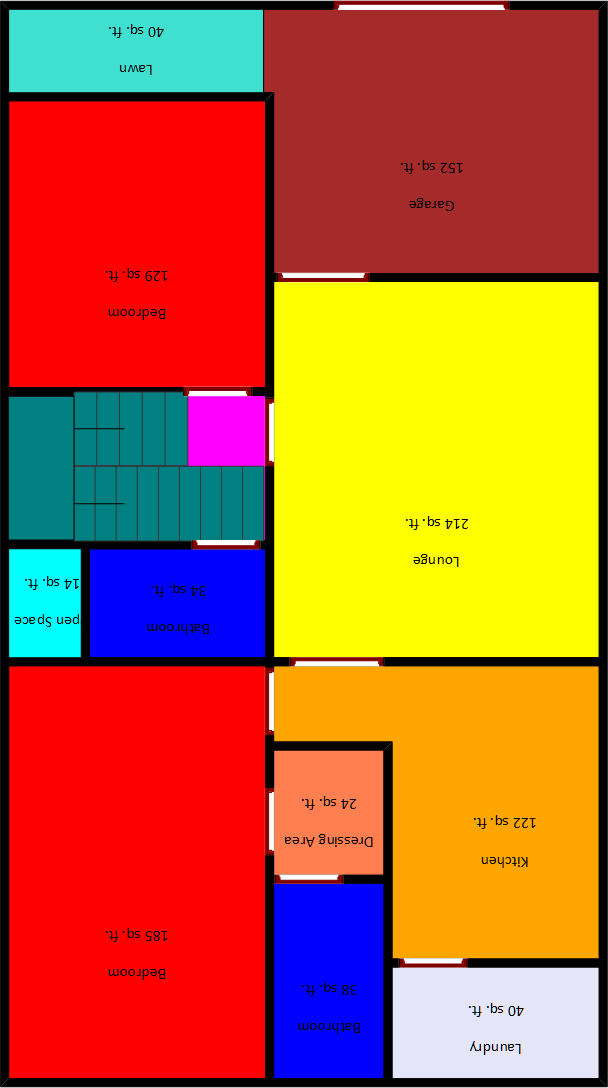 Laundry
40 sq. ft.
Bathroom
38 sq. ft.
Bedroom
185 sq. ft.
Kitchen
122 sq. ft.
Dressing Area
24 sq. ft.
Bathroom
34 sq. ft.
pen Space
14 sq. ft.
Lounge
214 sq. ft.
Bedroom
129 sq. ft.
Garage
152 sq. ft.
Lawn
40 sq. ft.